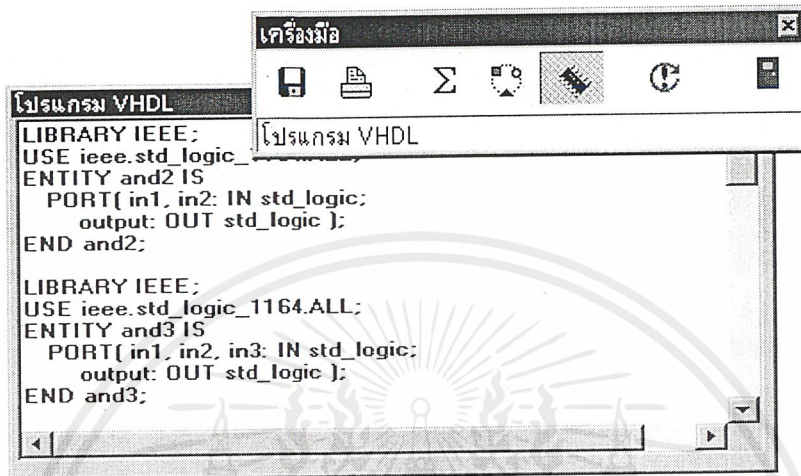 เครื่องมือ
โปรแกรม VHDL
โปรแกรม VHDL
LIBRARY IEEE;
USE ieee.std_logic_
ENTITY and2 IS
PORT( in1, in2: IN std_logic;
output: OUT std_logic );
END and2;
LIBRARY IEEE;
USE ieee.std_logic_1164.ALL;
ENTITY and3 IS
PORT( in1, in2, in3: IN std_logic;
output: OUT std_logic );
END and3;